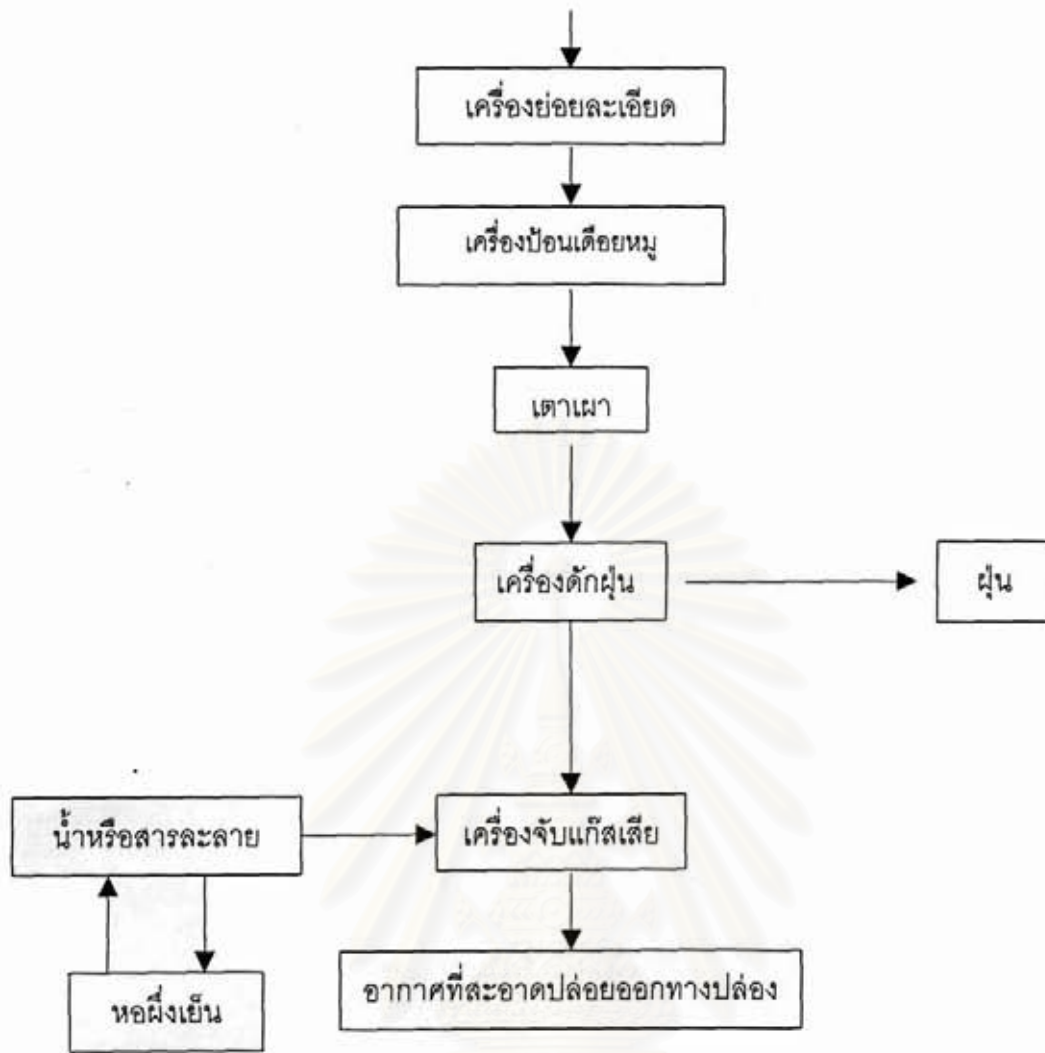 เครื่องย่อยละเอียด
เครื่องป้อนเดือยหมู
เตาเผา
เครื่องดักฝุ่น
ฝุ่น
น้ำหรือสารละลาย
เครื่องจับแก๊สเสีย
หอผึ่งเย็น
อากาศที่สะอาดปล่อยออกทางปล่อง